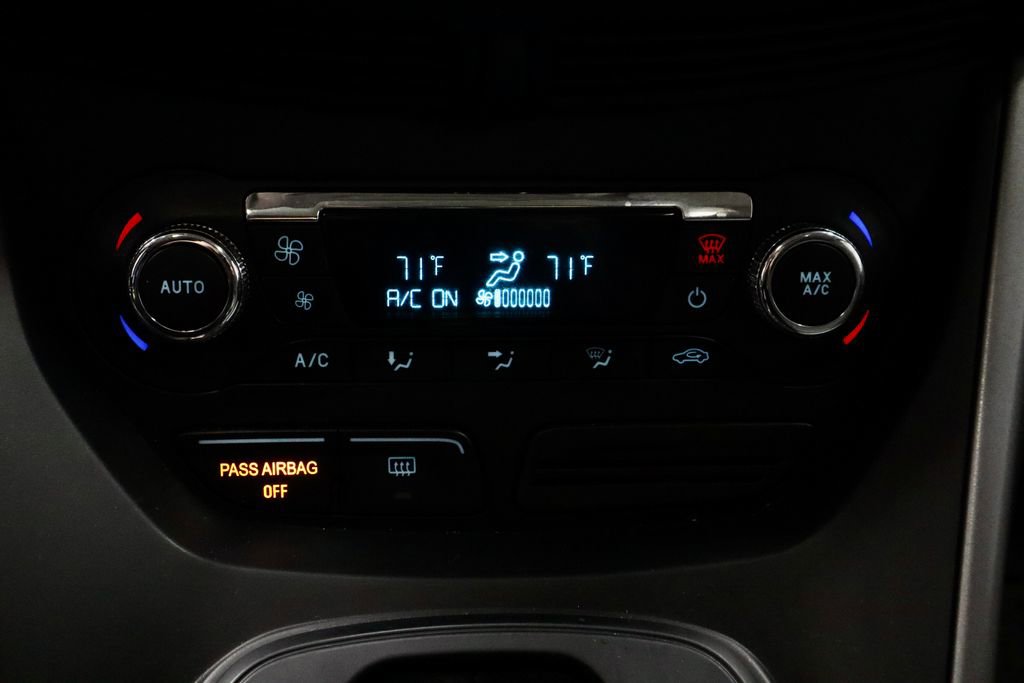 AUTO
71°F 71°F
A/C ON
MAX
MAX
A/C
A/C
PASS AIRBAG
OFF